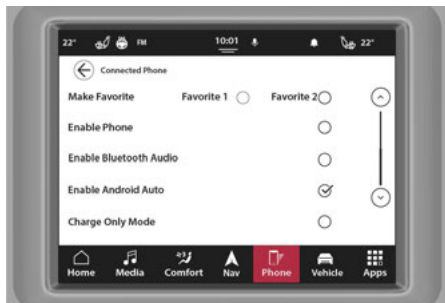 22° FM 10:01 22°
Connected Phone
Make Favorite Favorite 1 Favorite 2
Enable Phone
Enable Bluetooth Audio
Enable Android Auto
Charge Only Mode
Home Media Comfort Nav Phone Vehicle Apps